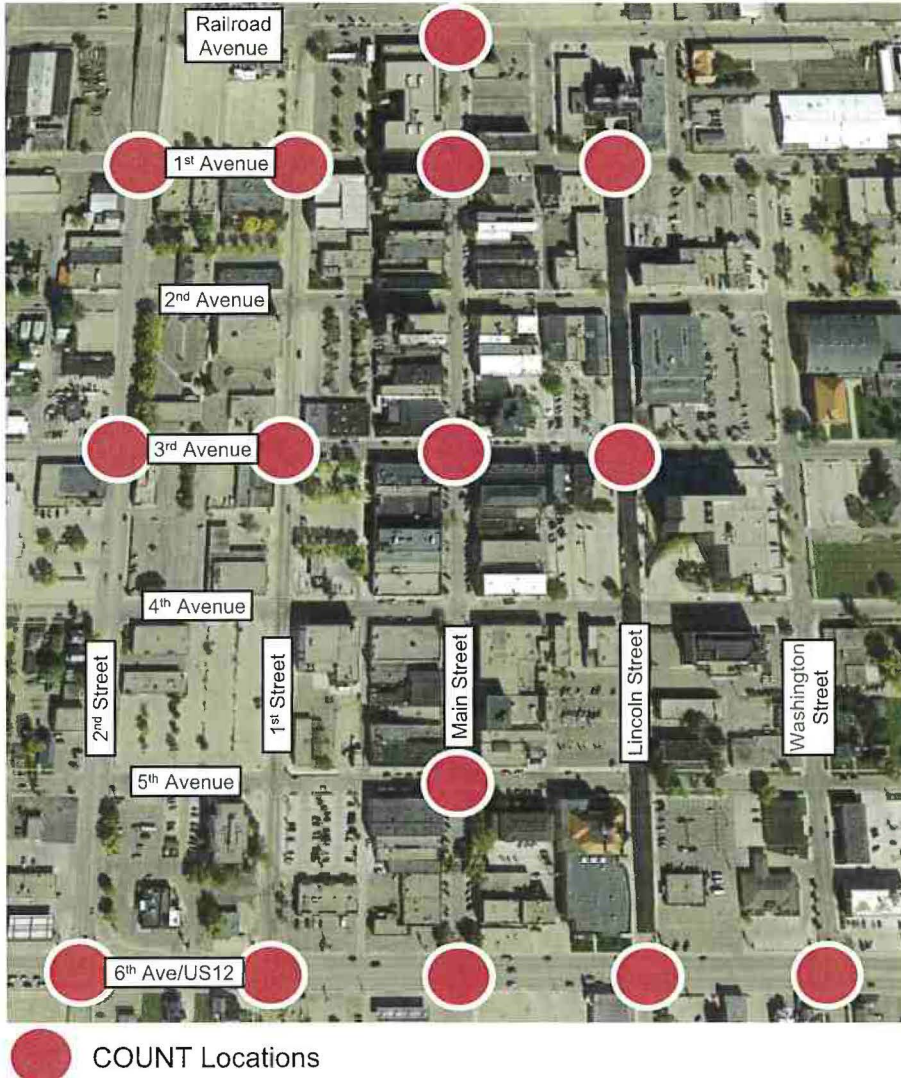 Railroad
Avenue
1st Avenue
2nd Avenue
3rd Avenue
4th Avenue
2nd Street
1st Street
Main Street
Lincoln Street
Washington
Street
5th Avenue
6th Ave/US12
COUNT Locations